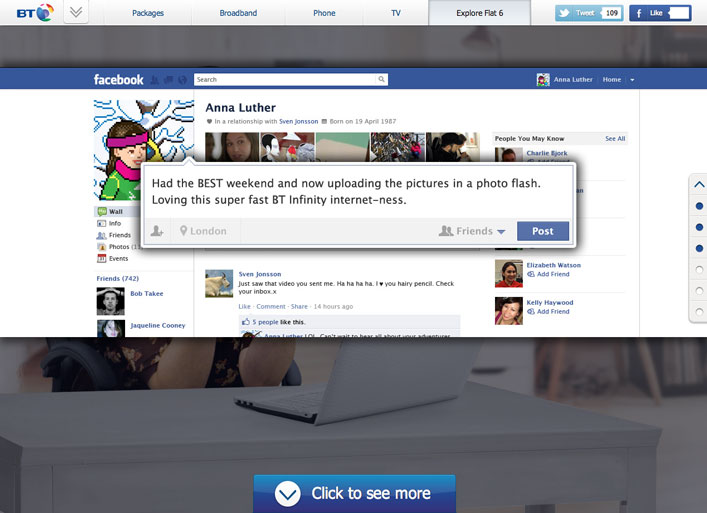 BT
Packages
Broadband
Phone
TV
Explore Flat 6
Tweet
109
Like
facebook
Search
Anna Luther
Home
Anna Luther
In a relationship with Sven Jonsson
Born on 19 April 1987
People You May Know
See All
Charlie Bjork
Add Friend
Had the BEST weekend and now uploading the pictures in a photo flash.
Loving this super fast BT Infinity internet-ness.
London
Friends
Post
Wall
Info
Friends
Photos
Events
Friends (742)
Bob Takee
Jaqueline Cooney
Sven Jonsson
Just saw that video you sent me. Ha ha ha ha. I ♥ you hairy pencil. Check
your inbox.x
Like · Comment · Share · 14 hours ago
5 people like this.
Anna Luther LOL. Can't wait to hear all about your adventures
Elizabeth Watson
Add Friend
Kelly Haywood
Add Friend
Click to see more